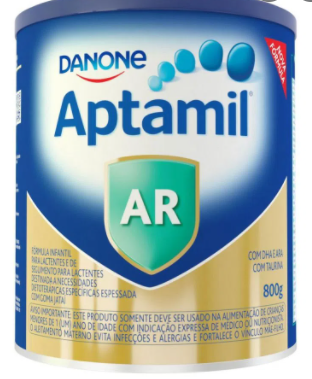 DANONE
NOVA
FÓRMULA
Aptamil
AR
FÓRMULA INFANTIL
PARA LACTENTES E DE
SEGUIMENTO PARA LACTENTES
DESTINADA A NECESSIDADES
DIETOTERÁPICAS ESPECÍFICAS ESPESSADA
COM GOMA JATAÍ
COM DHA E ARA
COM TAURINA
800g
AVISO IMPORTANTE: ESTE PRODUTO SOMENTE DEVE SER USADO NA ALIMENTAÇÃO DE CRIANÇAS
MENORES DE 1 (UM) ANO DE IDADE COM INDICAÇÃO EXPRESSA DE MÉDICO OU NUTRICIONISTA.
O ALEITAMENTO MATERNO EVITA INFECÇÕES E ALERGIAS E FORTALECE O VÍNCULO MÃE-FILHO.